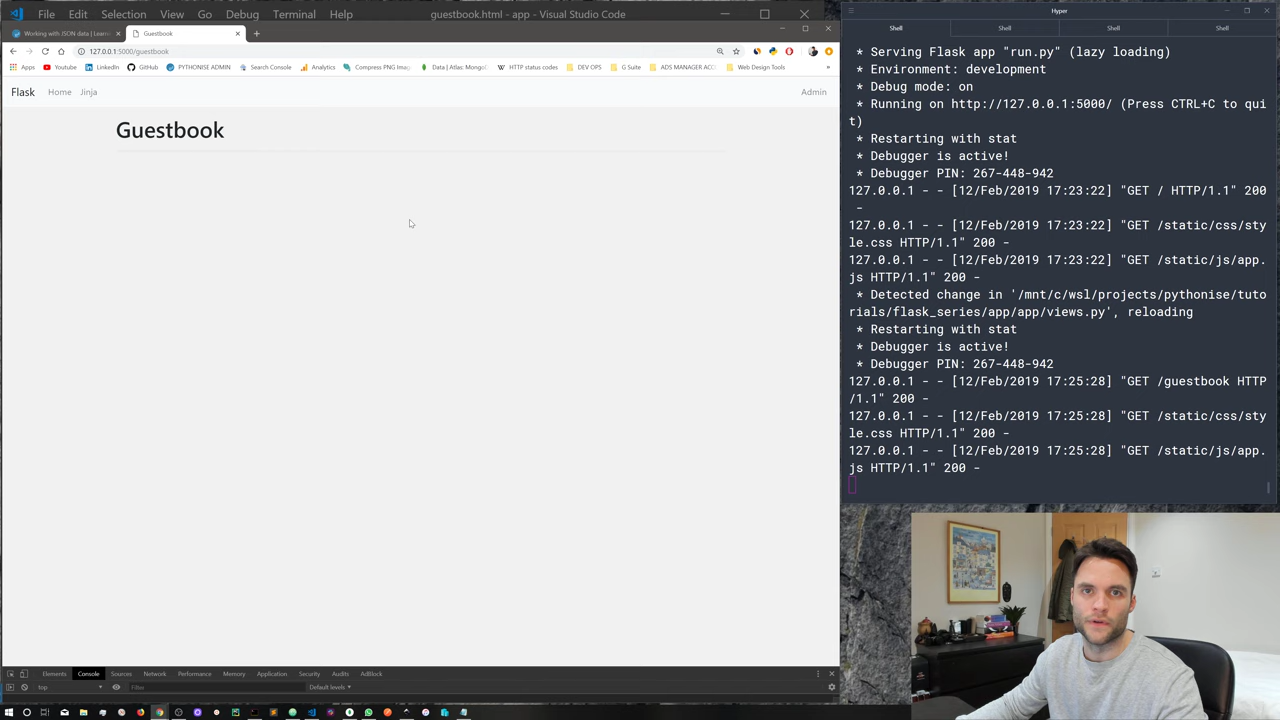 File Edit Selection View Go Debug Terminal Help guestbook.html - app - Visual Studio Code
Working with JSON data | Learn
Guestbook
127.0.0.1:5000/guestbook
Apps Youtube LinkedIn GitHub PYTHONISE ADMIN Search Console Analytics Compress PNG Imag Data | Atlas: Mongo HTTP status codes DEV OPS G Suite ADS MANAGER ACC Web Design Tools »
Flask Home Jinja Admin
Guestbook
Elements Console Sources Network Performance Memory Application Security Audits AdBlock
top Filter Default levels
Hyper
Shell Shell Shell Shell
* Serving Flask app "run.py" (lazy loading)
* Environment: development
* Debug mode: on
* Running on http://127.0.0.1:5000/ (Press CTRL+C to qui
t)
* Restarting with stat
* Debugger is active!
* Debugger PIN: 267-448-942
127.0.0.1 - - [12/Feb/2019 17:23:22] "GET / HTTP/1.1" 200
-
127.0.0.1 - - [12/Feb/2019 17:23:22] "GET /static/css/sty
le.css HTTP/1.1" 200 -
127.0.0.1 - - [12/Feb/2019 17:23:22] "GET /static/js/app.
js HTTP/1.1" 200 -
* Detected change in '/mnt/c/wsl/projects/pythonise/tuto
rials/flask_series/app/app/views.py', reloading
* Restarting with stat
* Debugger is active!
* Debugger PIN: 267-448-942
127.0.0.1 - - [12/Feb/2019 17:25:28] "GET /guestbook HTTP
/1.1" 200 -
127.0.0.1 - - [12/Feb/2019 17:25:28] "GET /static/css/sty
le.css HTTP/1.1" 200 -
127.0.0.1 - - [12/Feb/2019 17:25:28] "GET /static/js/app.
js HTTP/1.1" 200 -